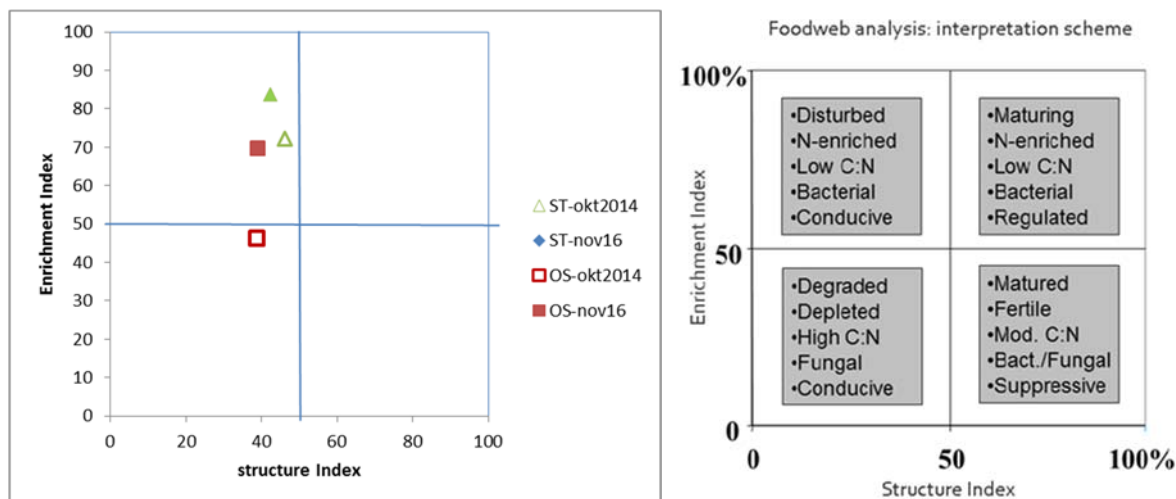 100
90
80
70
60
50
40
30
20
10
0
0 20 40 60 80 100
Enrichment Index
structure Index
ST-okt2014
ST-nov16
OS-okt2014
OS-nov16
Foodweb analysis: interpretation scheme
100%
50
0
Enrichment Index
•Disturbed
•N-enriched
•Low C:N
•Bacterial
•Conducive
•Maturing
•N-enriched
•Low C:N
•Bacterial
•Regulated
•Degraded
•Depleted
•High C:N
•Fungal
•Conducive
•Matured
•Fertile
•Mod. C:N
•Bact./Fungal
•Suppressive
0 50 100%
Structure Index